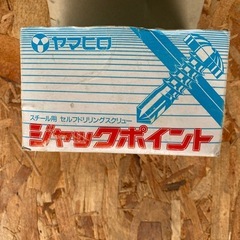 ヤマヒロ
スチール用 セルフドリリングスクリュー
ジャックポイント